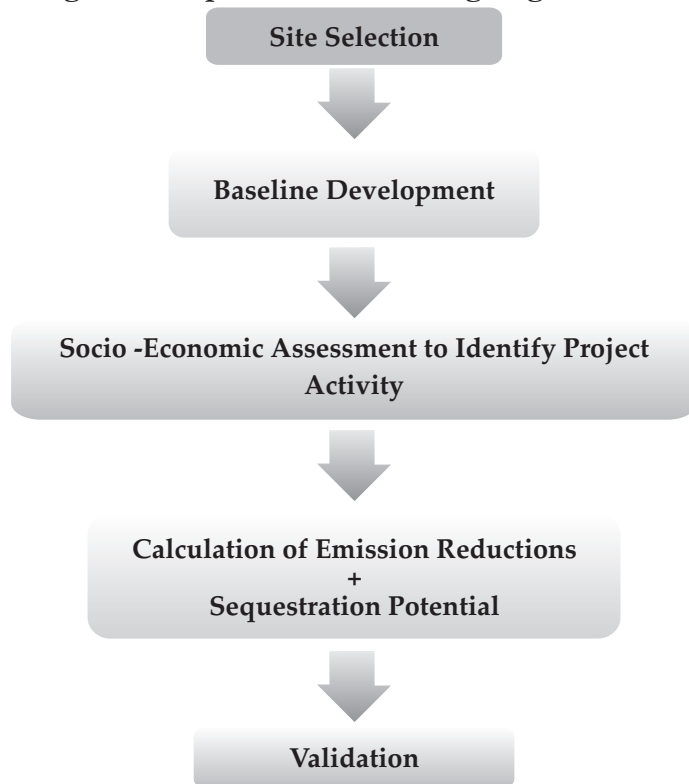 Site Selection
Baseline Development
Socio -Economic Assessment to Identify Project
Activity
Calculation of Emission Reductions
+
Sequestration Potential
Validation